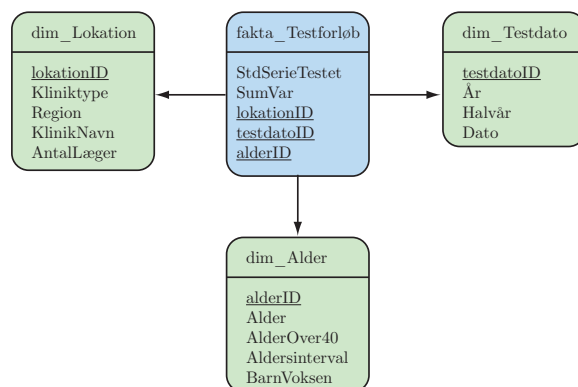 dim_Lokation
lokationID
Kliniktype
Region
KlinikNavn
AntalLæger
fakta_Testforløb
StdSerieTestet
SumVar
lokationID
testdatoID
alderID
dim_Testdato
testdatoID
År
Halvår
Dato
dim_Alder
alderID
Alder
AlderOver40
Aldersinterval
BarnVoksen